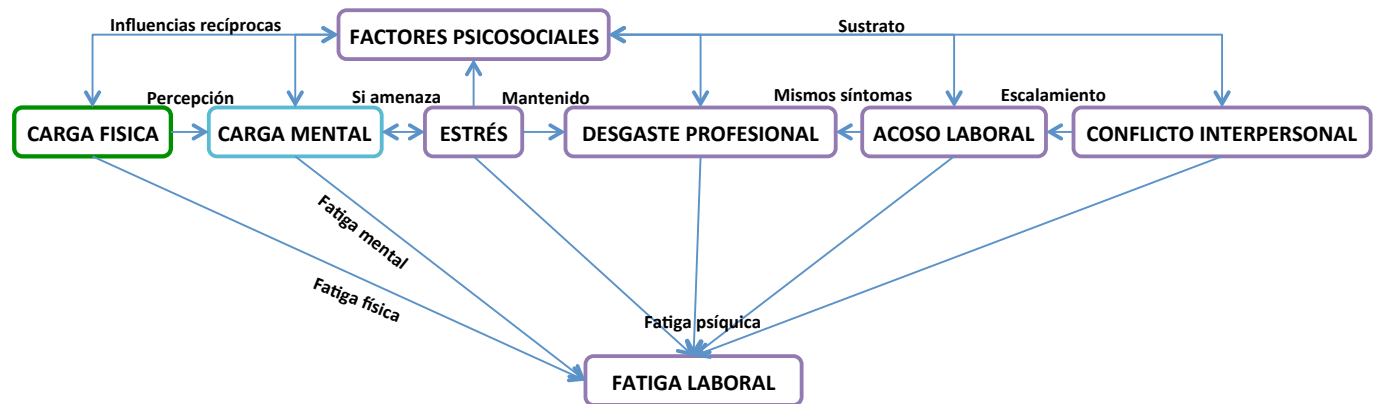 Influencias recíprocas
FACTORES PSICOSOCIALES
Sustrato
Percepción
Si amenaza
Mantenido
Mismos síntomas
Escalamiento
CARGA FISICA
CARGA MENTAL
ESTRÉS
DESGASTE PROFESIONAL
ACOSO LABORAL
CONFLICTO INTERPERSONAL
Fatiga mental
Fatiga física
Fatiga psíquica
FATIGA LABORAL